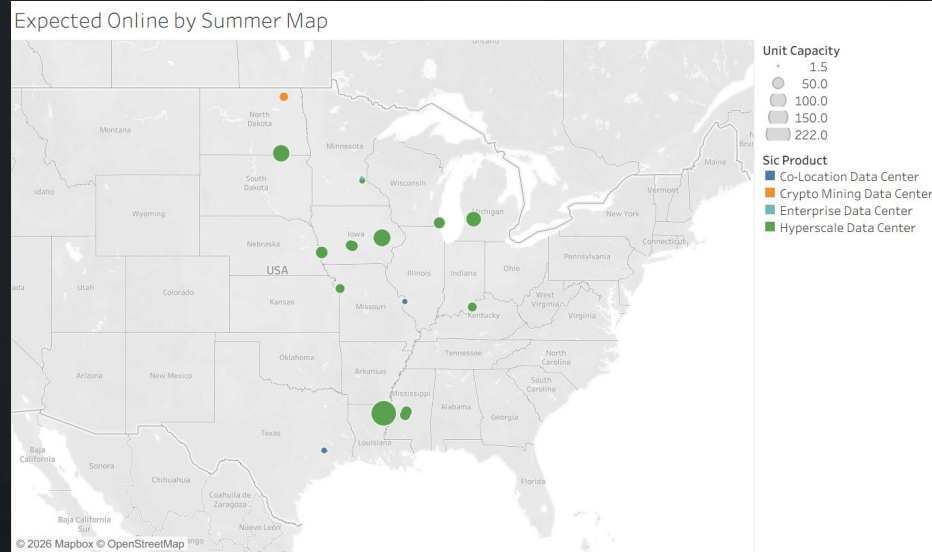 Expected Online by Summer Map
Ontario
Montana
North
Dakota
Minnesota
Maine
Idaho
South
Dakota
Wisconsin
Michigan
Vermont
Wyoming
New York
Iowa
Nebraska
Connecticut
Pennsylvania
USA
Illinois
Indiana
Ohio
Utah
Colorado
Kansas
Missouri
West
Virginia
Virginia
Kentucky
Oklahoma
Tennessee
North
Carolina
Arizona
New Mexico
Arkansas
South
Carolina
Mississippi
Alabama
Georgia
Texas
Louisiana
Baja
California
Sonora
Chihuahua
Florida
Coahuila de
Zaragoza
Baja California
Sur
Nuevo León
© 2026 Mapbox © OpenStreetMap
Unit Capacity
1.5
50.0
100.0
150.0
222.0
Sic Product
Co-Location Data Center
Crypto Mining Data Center
Enterprise Data Center
Hyperscale Data Center